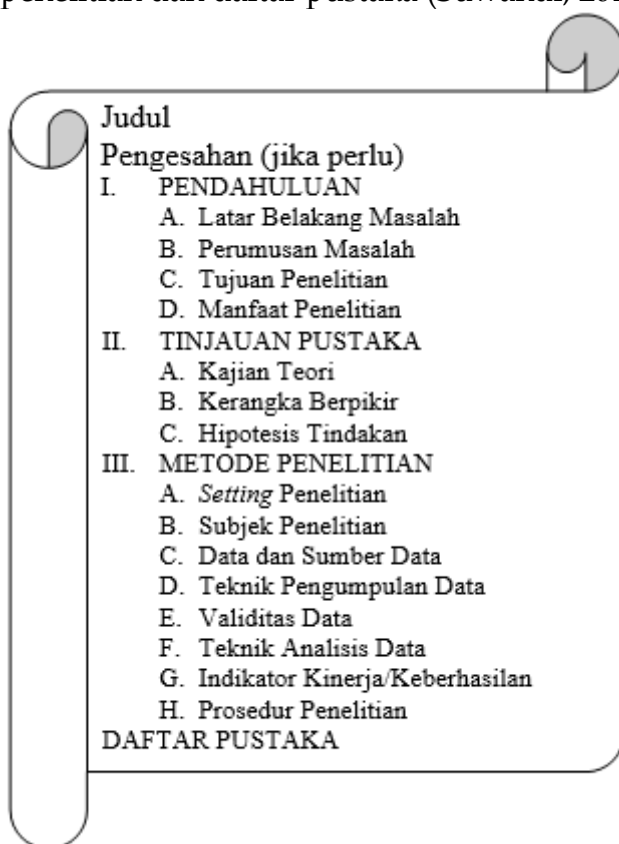 penelitian dan daftar pustaka
Judul
Pengesahan (jika perlu)
I. PENDAHULUAN
A. Latar Belakang Masalah
B. Perumusan Masalah
C. Tujuan Penelitian
D. Manfaat Penelitian
II. TINJAUAN PUSTAKA
A. Kajian Teori
B. Kerangka Berpikir
C. Hipotesis Tindakan
III. METODE PENELITIAN
A. Setting Penelitian
B. Subjek Penelitian
C. Data dan Sumber Data
D. Teknik Pengumpulan Data
E. Validitas Data
F. Teknik Analisis Data
G. Indikator Kinerja/Keberhasilan
H. Prosedur Penelitian
DAFTAR PUSTAKA